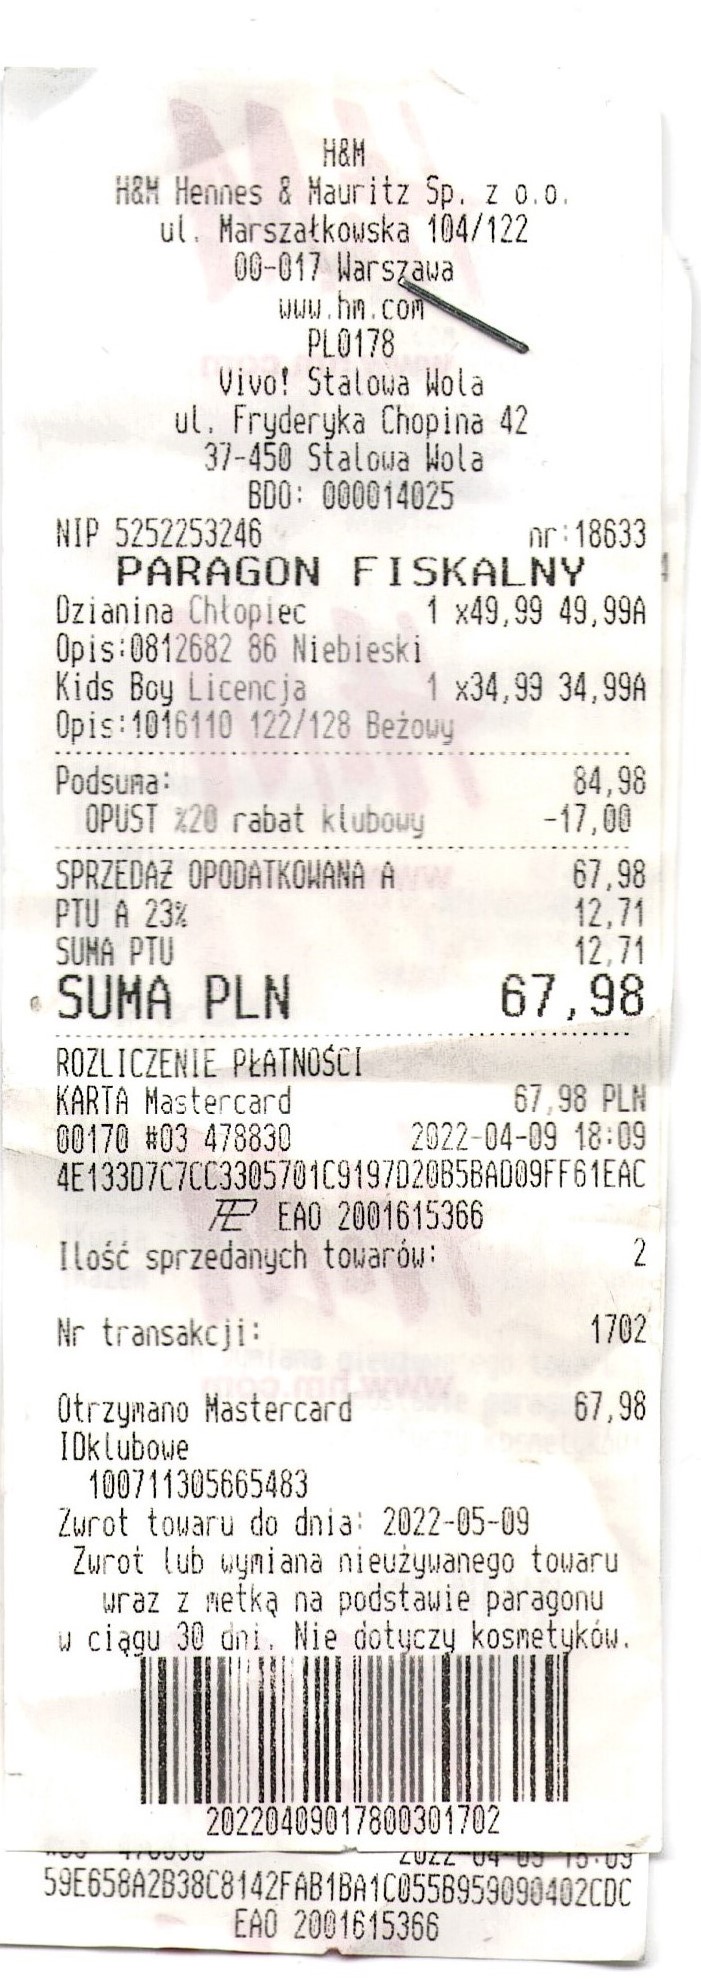 H&M
H&M Hennes & Mauritz Sp. z o.o.
ul. Marszałkowska 104/122
00-017 Warszawa
www.hm.com
PL0178
Vivo! Stalowa Wola
ul. Fryderyka Chopina 42
37-450 Stalowa Wola
BDO: 000014025
NIP 5252253246 nr:18633
PARAGON FISKALNY
Dzianina Chłopiec 1 x49,99 49,99A
Opis:0812682 86 Niebieski
Kids Boy Licencja 1 x34,99 34,99A
Opis:1016110 122/128 Beżowy
Podsuma: 84,98
OPUST %20 rabat klubowy -17,00
SPRZEDAŻ OPODATKOWANA A 67,98
PTU A 23% 12,71
SUMA PTU 12,71
SUMA PLN 67,98
ROZLICZENIE PŁATNOŚCI
KARTA Mastercard 67,98 PLN
00170 #03 478830 2022-04-09 18:09
4E133D7C7CC3305701C9197D20B5BAD09FF61EAC
EAO 2001615366
Ilość sprzedanych towarów: 2
Nr transakcji: 1702
Otrzymano Mastercard 67,98
IDklubowe
100711305665483
Zwrot towaru do dnia: 2022-05-09
Zwrot lub wymiana nieużywanego towaru
wraz z metką na podstawie paragonu
w ciągu 30 dni. Nie dotyczy kosmetyków.
20220409017800301702
59E658A2B38C8142FAB1BA1C055B959090402CDC
EAO 2001615366